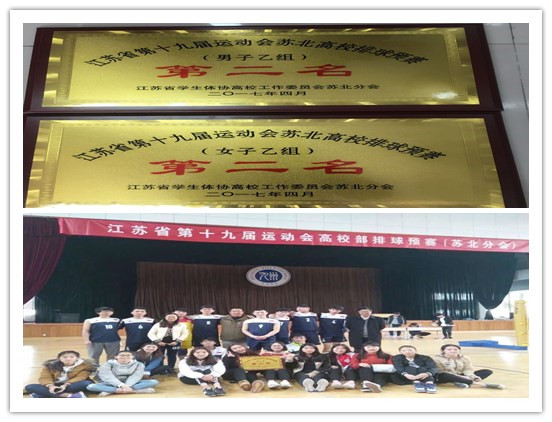 江苏省第十九届运动会苏北高校排球预赛
(男子乙组)
第二名
江苏省学生体协高校工作委员会苏北分会
二〇一七年四月
江苏省第十九届运动会苏北高校排球预赛
(女子乙组)
第二名
江苏省学生体协高校工作委员会苏北分会
二〇一七年四月
江苏省第十九届运动会高校部排球预赛(苏北分会)
10
6
9